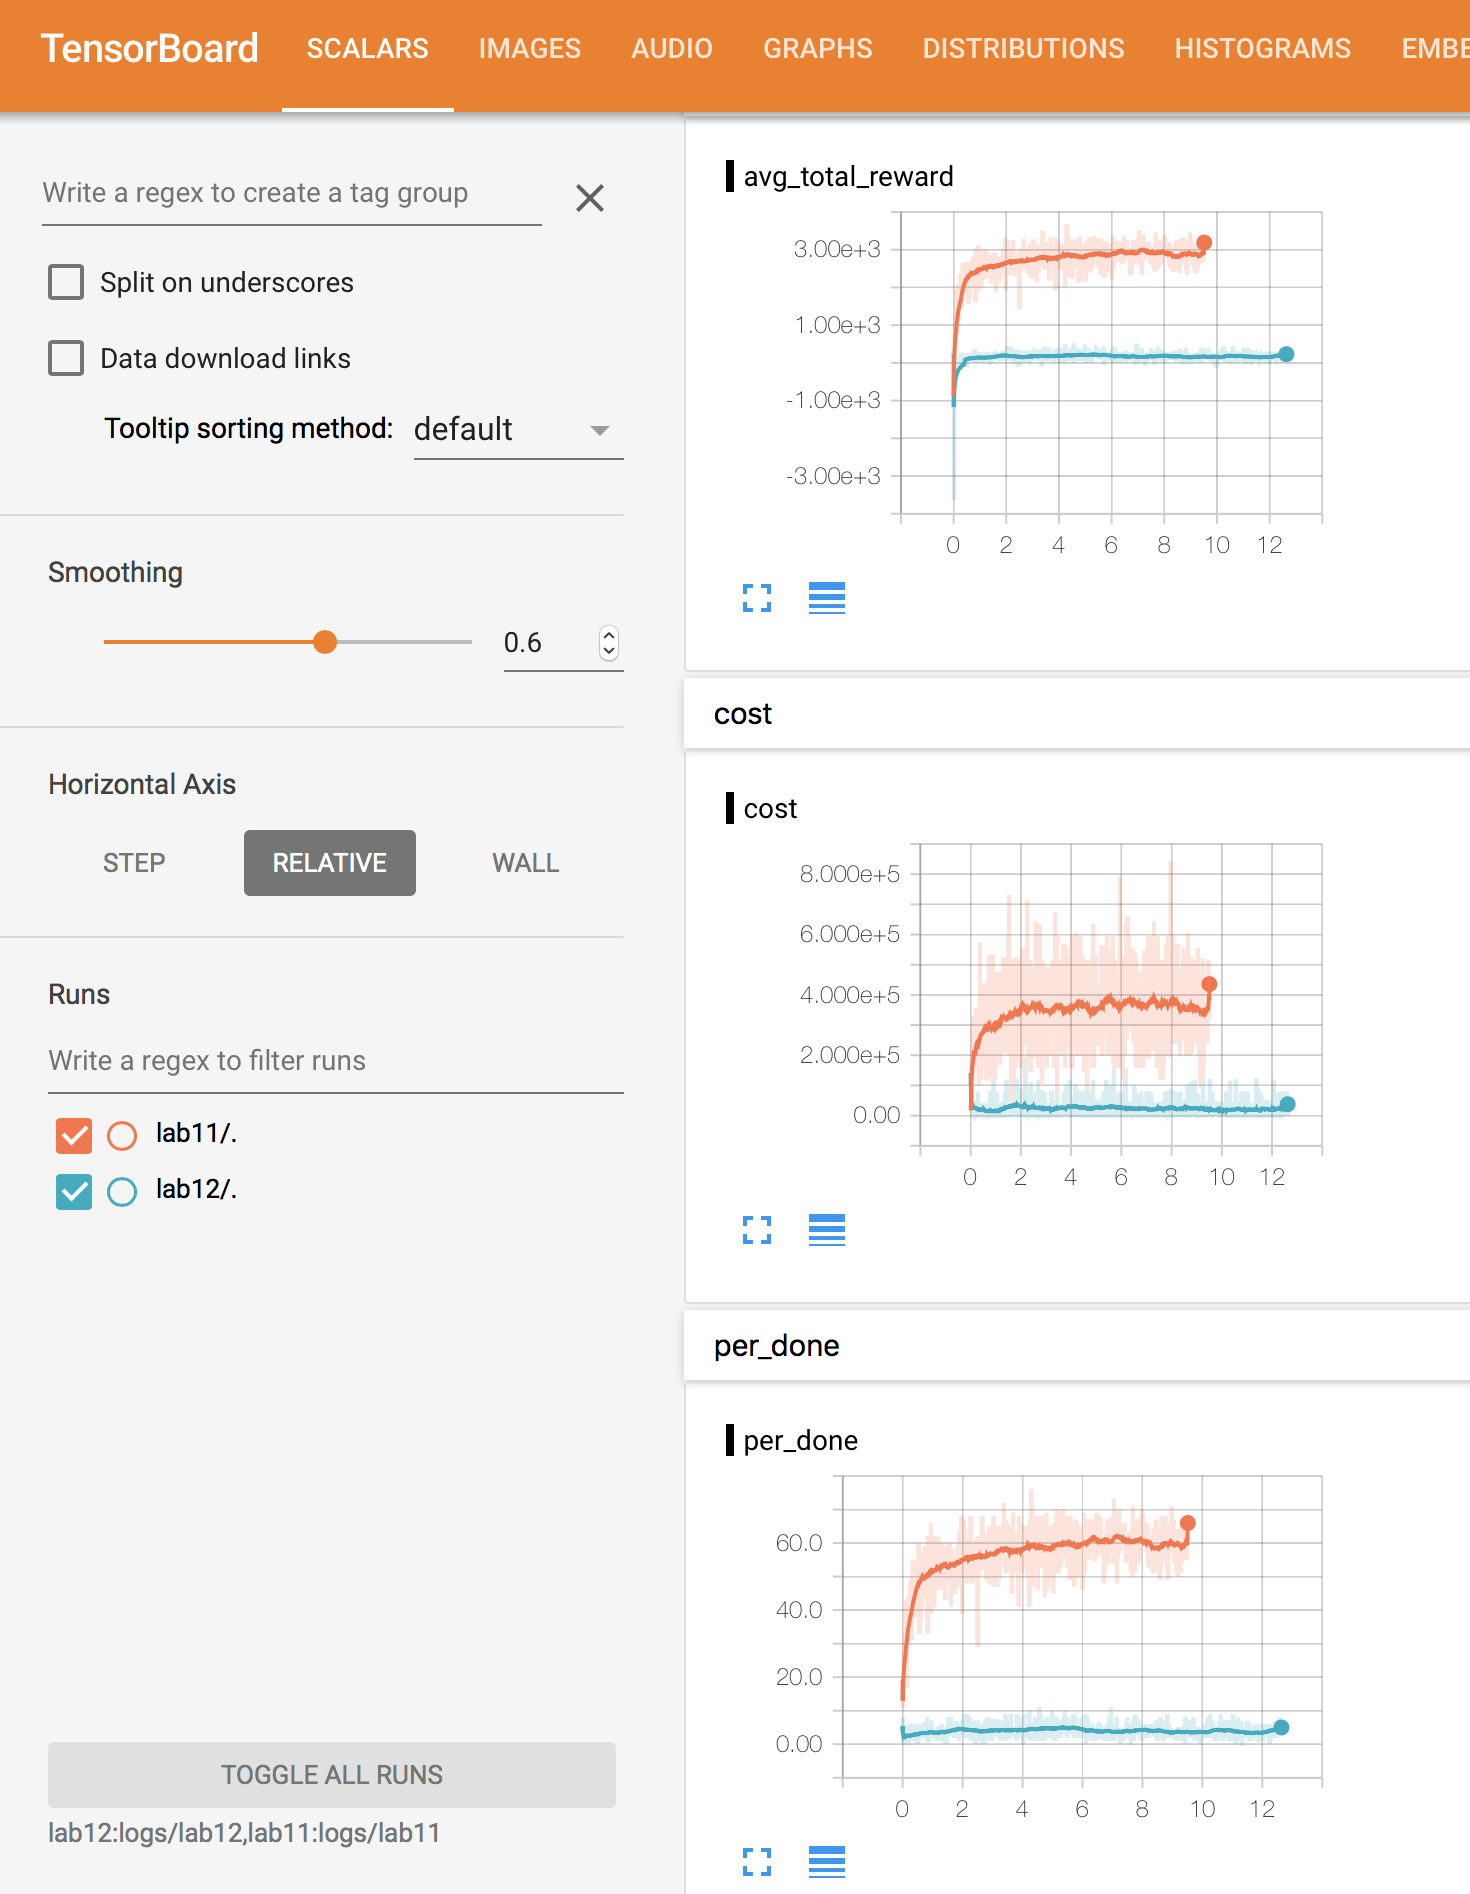 TensorBoard SCALARS IMAGES AUDIO GRAPHS DISTRIBUTIONS HISTOGRAMS EMBE
Write a regex to create a tag group
Split on underscores
Data download links
Tooltip sorting method: default
Smoothing
0.6
Horizontal Axis
STEP RELATIVE WALL
Runs
Write a regex to filter runs
lab11/.
lab12/.
TOGGLE ALL RUNS
lab12:logs/lab12,lab11:logs/lab11
avg_total_reward
3.00e+3
1.00e+3
-1.00e+3
-3.00e+3
0 2 4 6 8 10 12
cost
cost
8.000e+5
6.000e+5
4.000e+5
2.000e+5
0.00
0 2 4 6 8 10 12
per_done
per_done
60.0
40.0
20.0
0.00
0 2 4 6 8 10 12